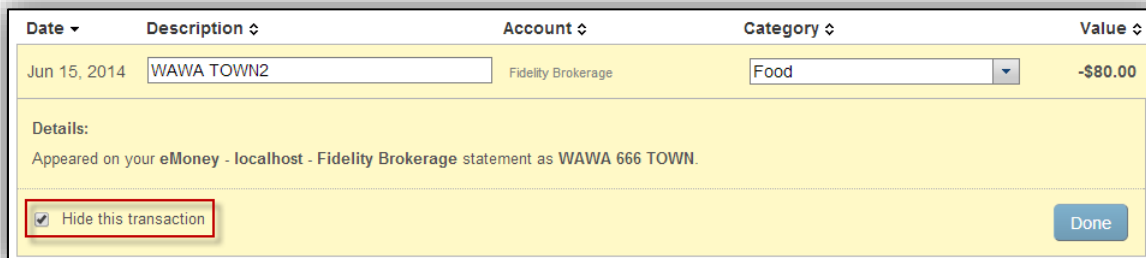 Date Description Account Category Value
Jun 15, 2014 WAWA TOWN2 Fidelity Brokerage Food -$80.00
Details:
Appeared on your eMoney - localhost - Fidelity Brokerage statement as WAWA 666 TOWN.
Hide this transaction Done